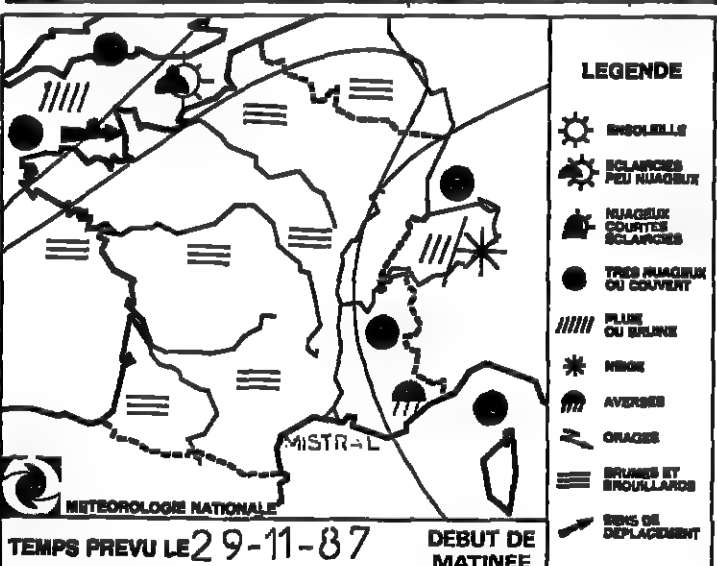 MISTRAL
METEOROLOGIE NATIONALE
TEMPS PREVU LE 29-11-87
DEBUT DE
MATINÉE
LEGENDE
ENSOLEILLE
ECLAIRCIES
PEU NUAGEUX
NUAGEUX
COURTES
ECLAIRCIES
TRES NUAGEUX
OU COUVERT
PLUIE
OU BRUINE
NEIGE
AVERSES
ORAGES
BRUMES ET
BROUILLARDS
SENS DE
DEPLACEMENT